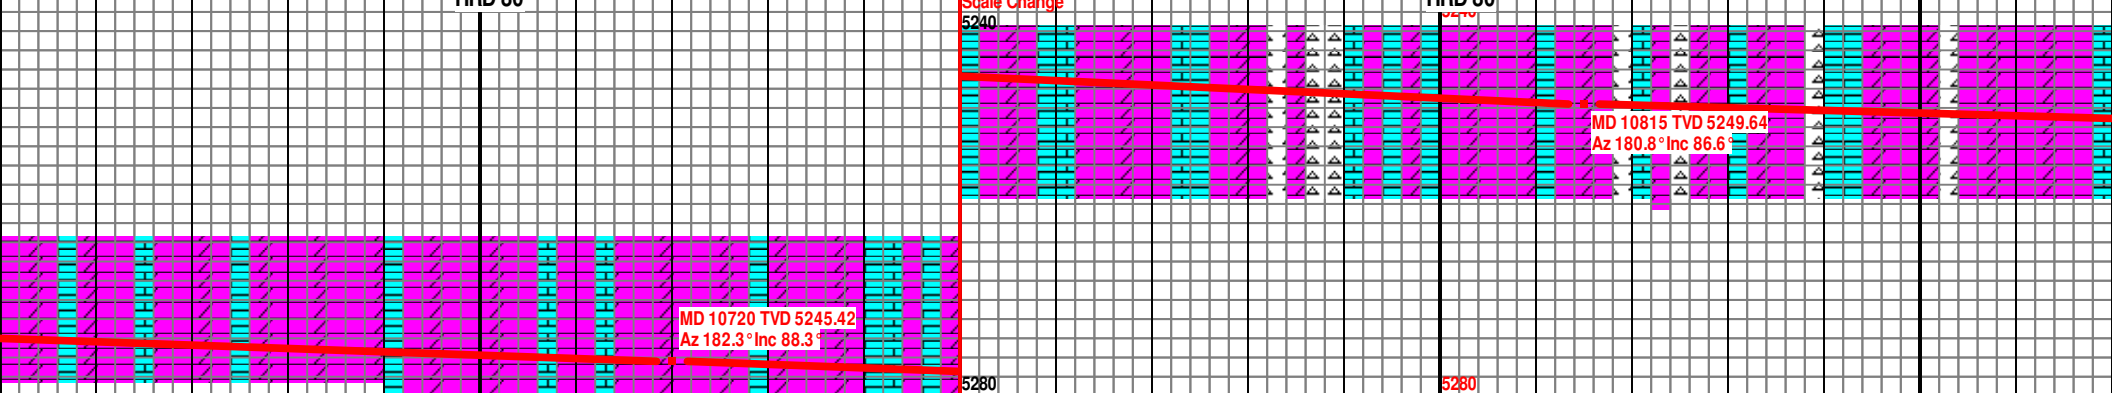 Scale Change
5240
5240
MD 10815 TVD 5249.64
Az 180.8° Inc 86.6°
MD 10720 TVD 5245.42
Az 182.3° Inc 88.3°
5280
5280